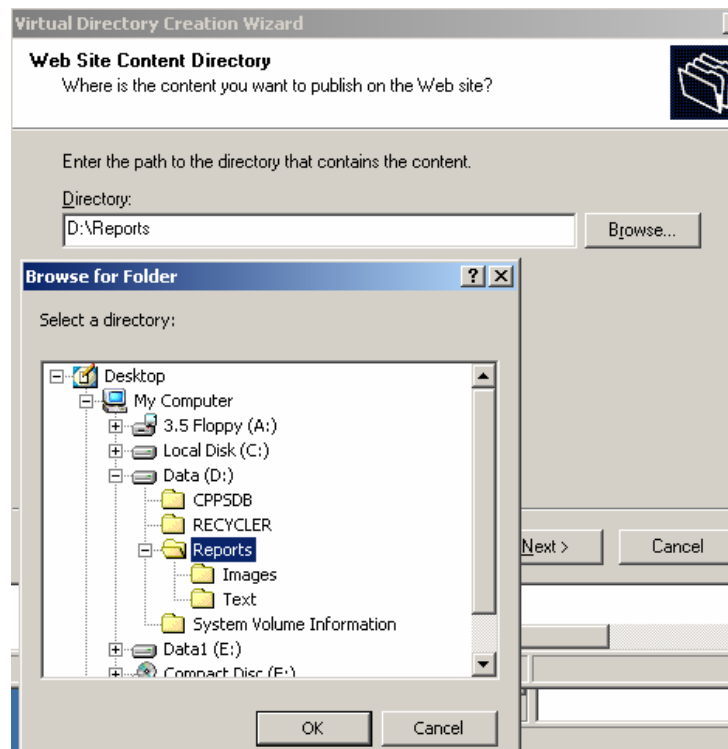 Virtual Directory Creation Wizard
Web Site Content Directory
Where is the content you want to publish on the Web site?
Enter the path to the directory that contains the content.
Directory:
D:\Reports
Browse...
Browse for Folder
Select a directory:
Desktop
My Computer
3.5 Floppy (A:)
Local Disk (C:)
Data (D:)
CPPSDB
RECYCLER
Reports
Images
Text
System Volume Information
Data1 (E:)
Compact Disc (F:)
Next >
Cancel
OK
Cancel